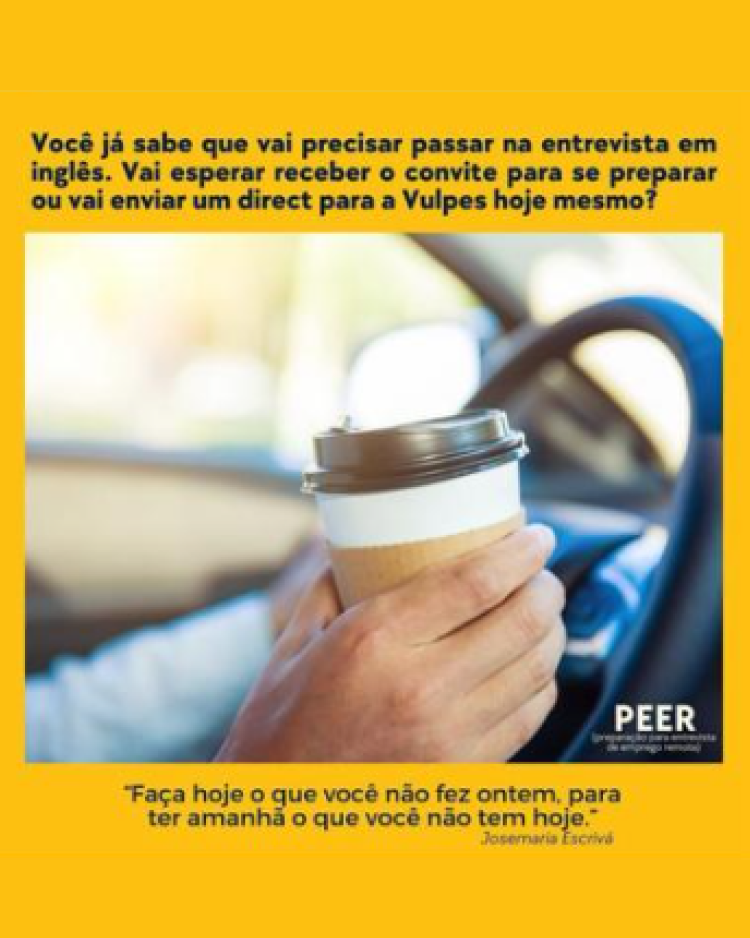 Você já sabe que vai precisar passar na entrevista em
inglês. Vai esperar receber o convite para se preparar
ou vai enviar um direct para a Vulpes hoje mesmo?
PEER
(preparação para entrevista
de emprego remota)
“Faça hoje o que você não fez ontem, para
ter amanhã o que você não tem hoje.”
Josemaria Escrivá